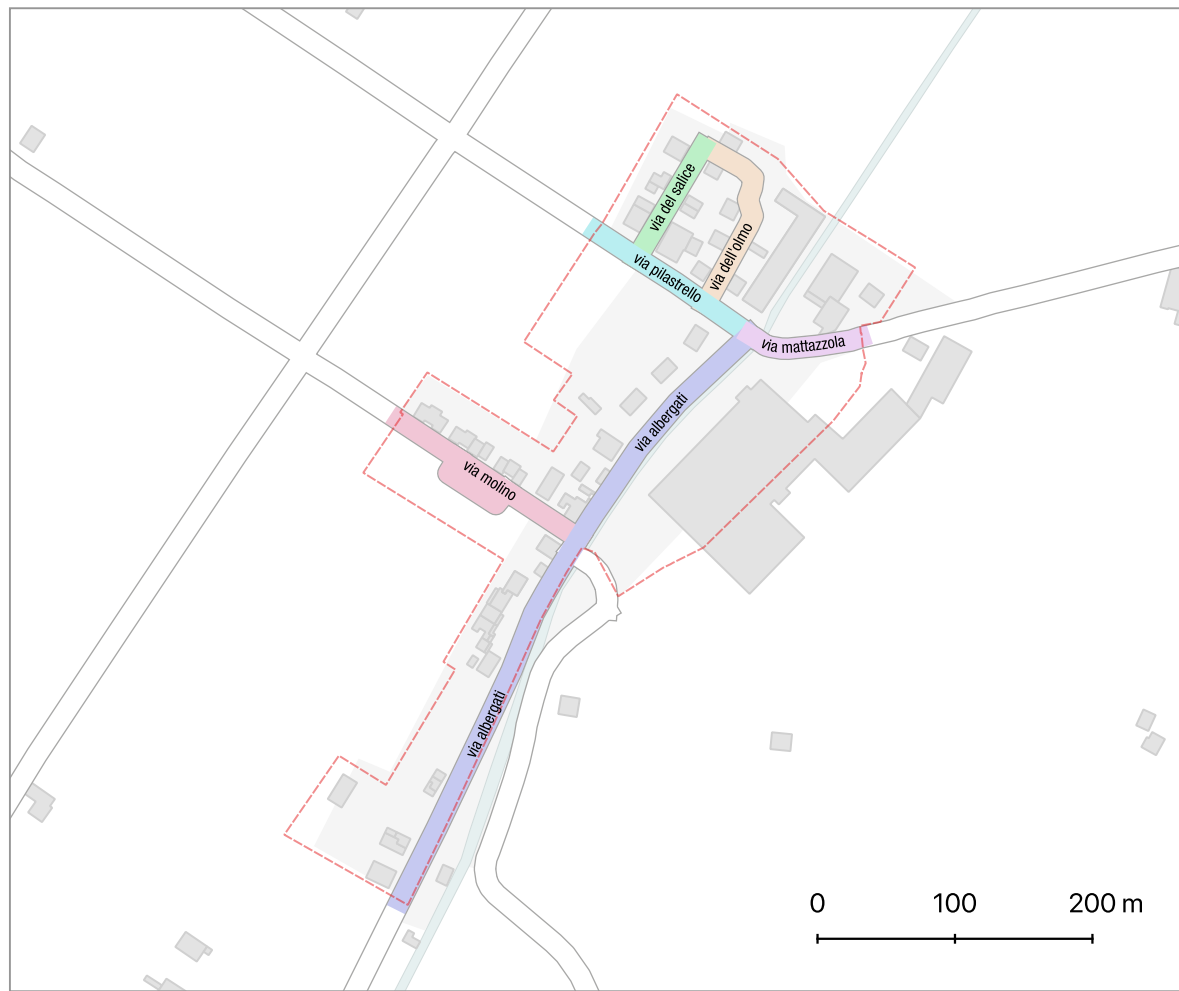 via del salice
via dell'olmo
via pilastrello
via mattazzola
via albergati
via molino
via albergati
0 100 200 m